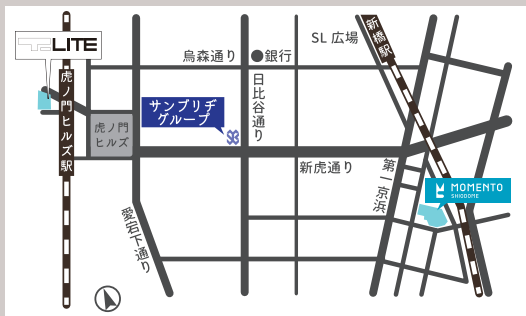 LITE
烏森通り
●銀行
SL 広場
新橋駅
虎ノ門ヒルズ駅
虎ノ門
ヒルズ
サンブリヂ
グループ
日比谷通り
新虎通り
第一京浜
MOMENTO
SHIODOME
愛宕下通り